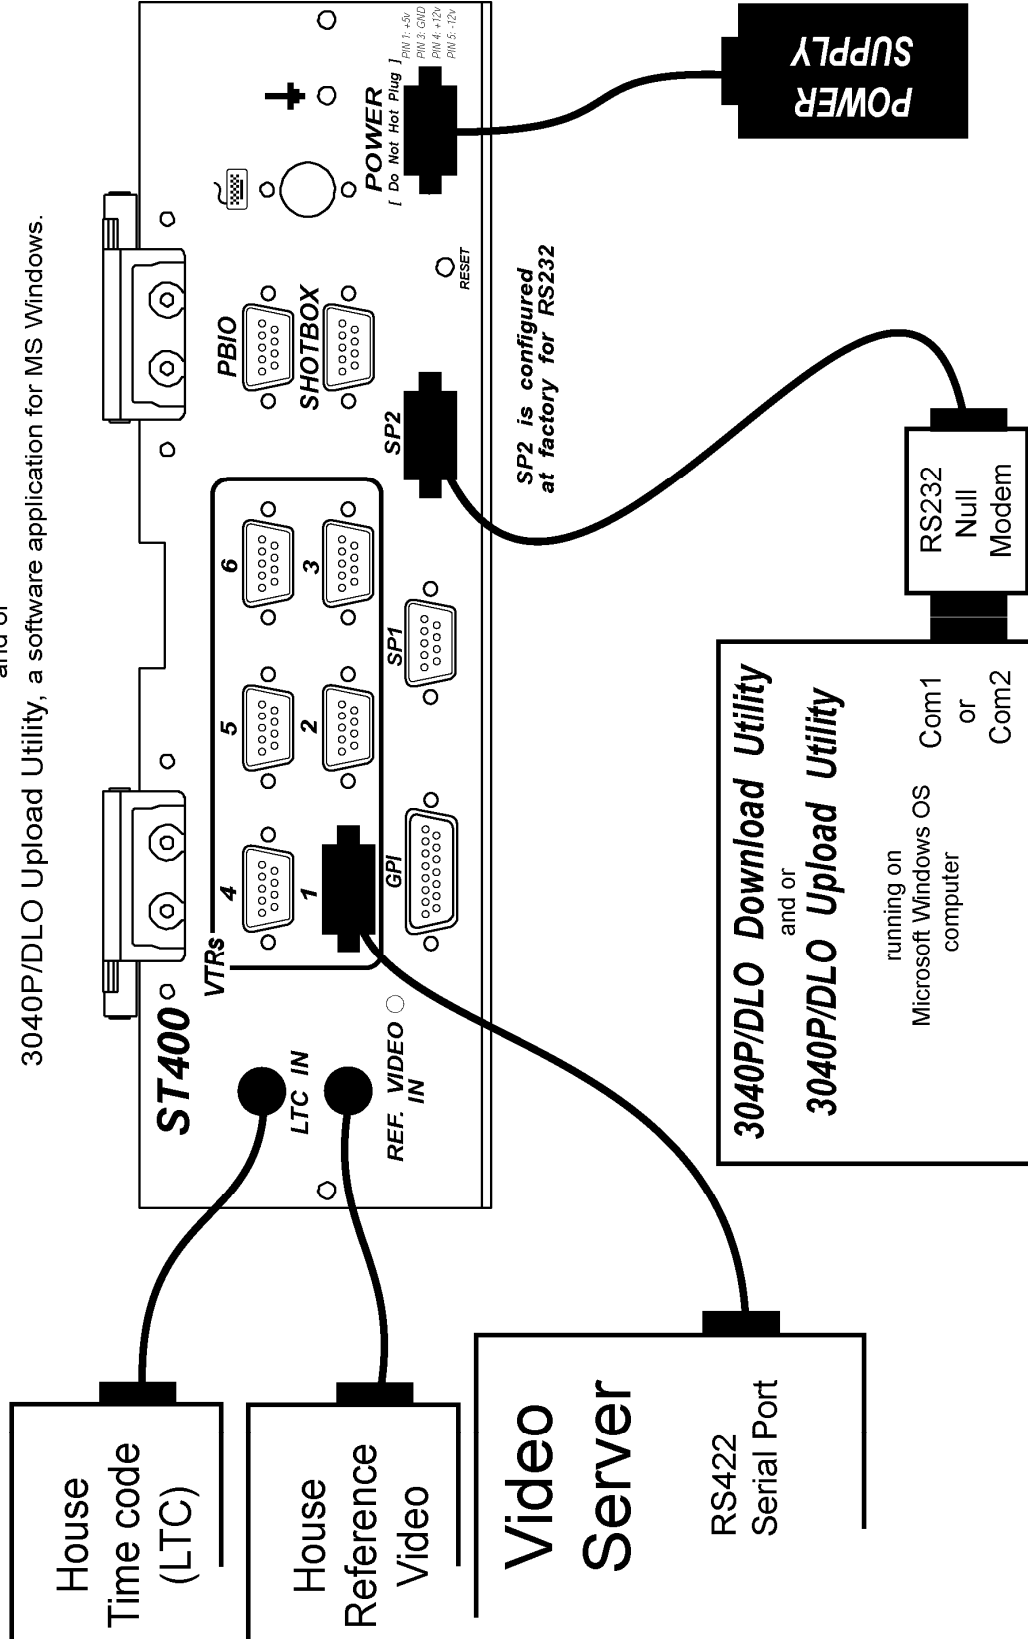 and or
3040P/DLO Upload Utility, a software application for MS Windows.
ST400
VTRs
4
5
6
1
2
3
PBIO
SHOTBOX
LTC IN
REF. VIDEO
IN
GPI
SP1
SP2
RESET
POWER
[ Do Not Hot Plug ]
PIN 1: +5v
PIN 3: GND
PIN 4: +12v
PIN 5: -12v
SP2 is configured
at factory for RS232
POWER
SUPPLY
House
Time code
(LTC)
House
Reference
Video
Video
Server
RS422
Serial Port
3040P/DLO Download Utility
and or
3040P/DLO Upload Utility
running on
Microsoft Windows OS
computer
Com1
or
Com2
RS232
Null
Modem